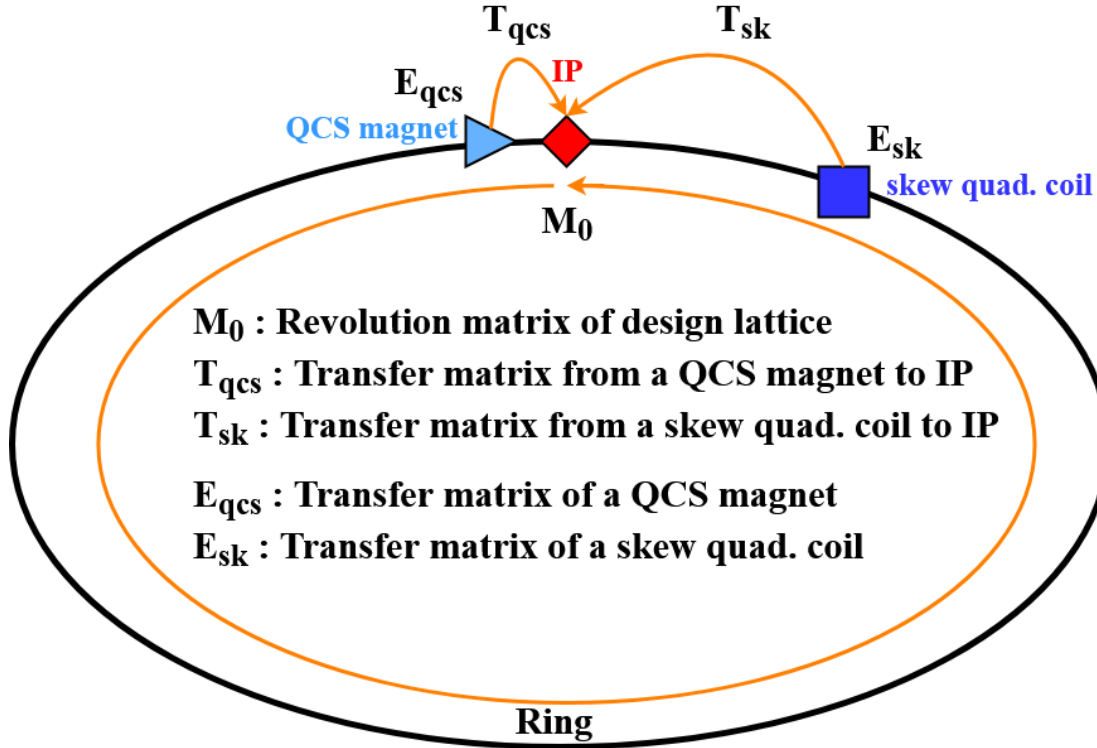 T_qcs
T_sk
IP
E_qcs
QCS magnet
E_sk
skew quad. coil
M_0
M_0 : Revolution matrix of design lattice
T_qcs : Transfer matrix from a QCS magnet to IP
T_sk : Transfer matrix from a skew quad. coil to IP
E_qcs : Transfer matrix of a QCS magnet
E_sk : Transfer matrix of a skew quad. coil
Ring